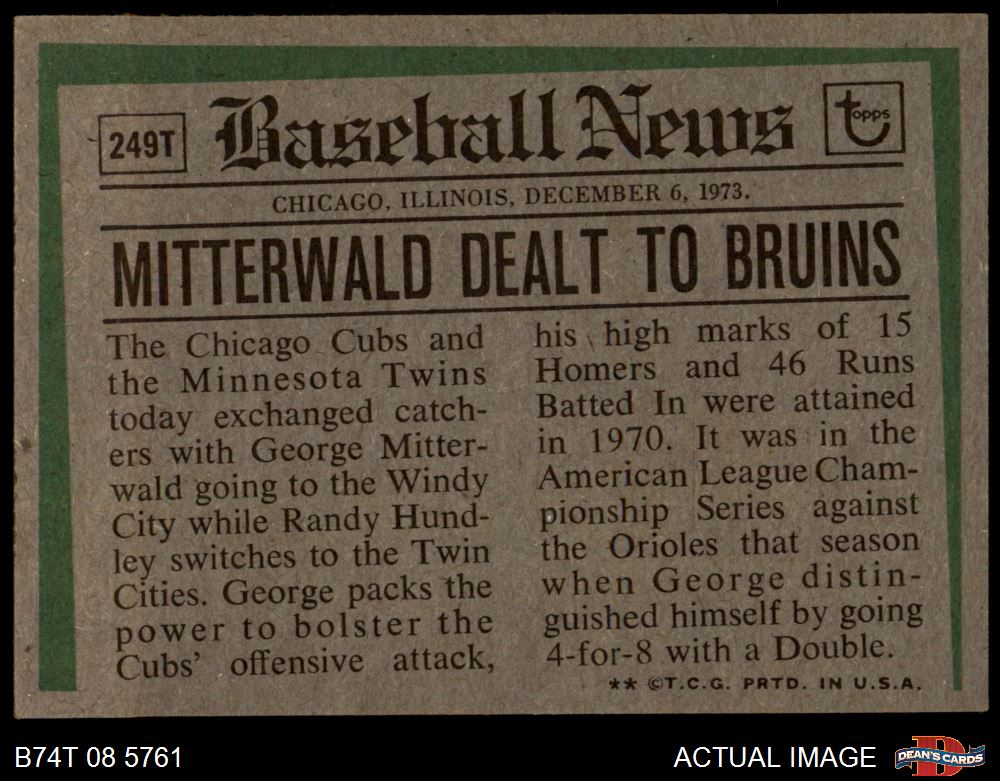 249T
Baseball News
topps
CHICAGO, ILLINOIS, DECEMBER 6, 1973.
MITTERWALD DEALT TO BRUINS
The Chicago Cubs and
the Minnesota Twins
today exchanged catch-
ers with George Mitter-
wald going to the Windy
City while Randy Hund-
ley switches to the Twin
Cities. George packs the
power to bolster the
Cubs' offensive attack,
his high marks of 15
Homers and 46 Runs
Batted In were attained
in 1970. It was in the
American League Cham-
pionship Series against
the Orioles that season
when George distin-
guished himself by going
4-for-8 with a Double.
** ©T.C.G. PRTD. IN U.S.A.
B74T 08 5761
ACTUAL IMAGE
D
DEAN'S CARDS